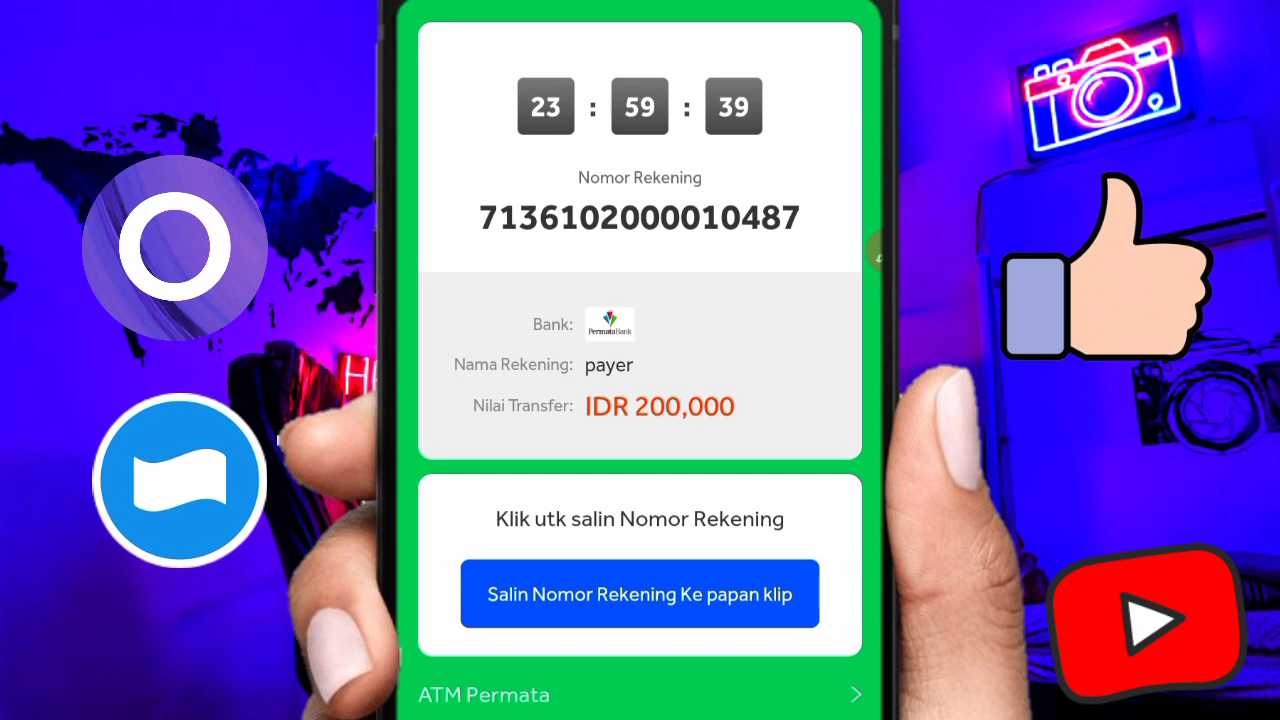 23 : 59 : 39
Nomor Rekening
7136102000010487
Bank: PermataBank
Nama Rekening: payer
Nilai Transfer: IDR 200,000
Klik utk salin Nomor Rekening
Salin Nomor Rekening Ke papan klip
ATM Permata